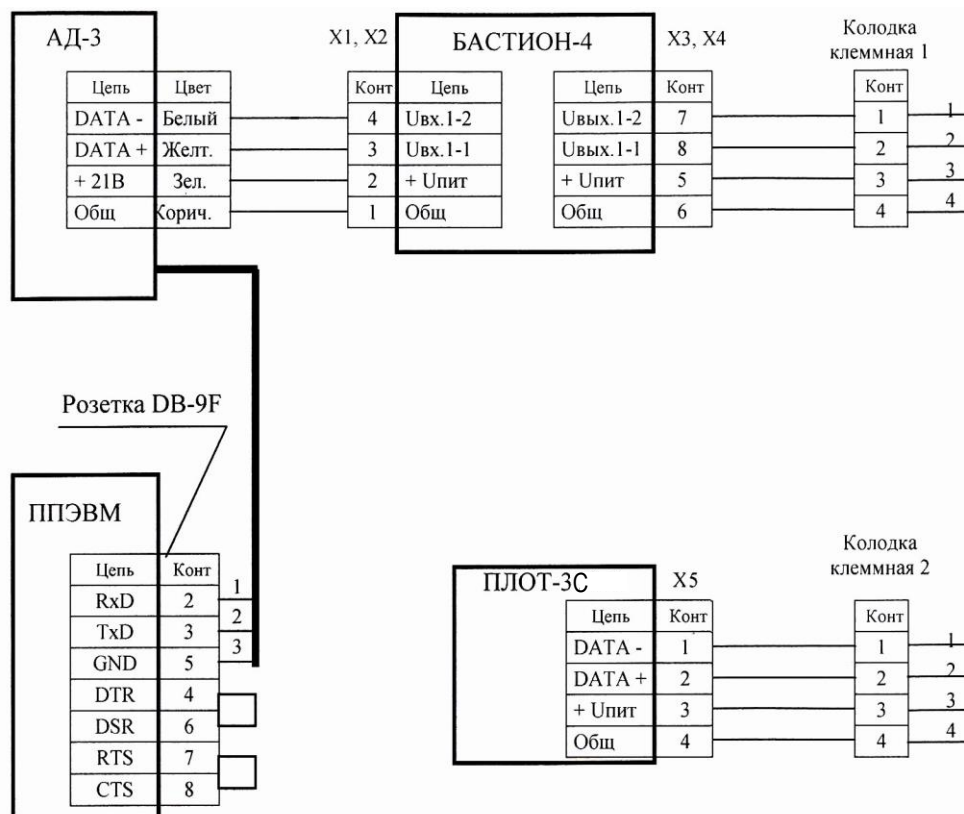 АД-3
X1, X2
БАСТИОН-4
X3, X4
Колодка
клеммная 1
Цепь Цвет
DATA - Белый
DATA + Желт.
+ 21В Зел.
Общ Корич.
Конт Цепь
4 Uвх.1-2
3 Uвх.1-1
2 + Uпит
1 Общ
Цепь Конт
Uвых.1-2 7
Uвых.1-1 8
+ Uпит 5
Общ 6
Конт
1 1
2 2
3 3
4 4
Розетка DB-9F
ППЭВМ
Цепь Конт
RxD 2 1
TxD 3 2
GND 5 3
DTR 4
DSR 6
RTS 7
CTS 8
ПЛОТ-3С
X5
Колодка
клеммная 2
Цепь Конт
DATA - 1
DATA + 2
+ Uпит 3
Общ 4
Конт
1 1
2 2
3 3
4 4